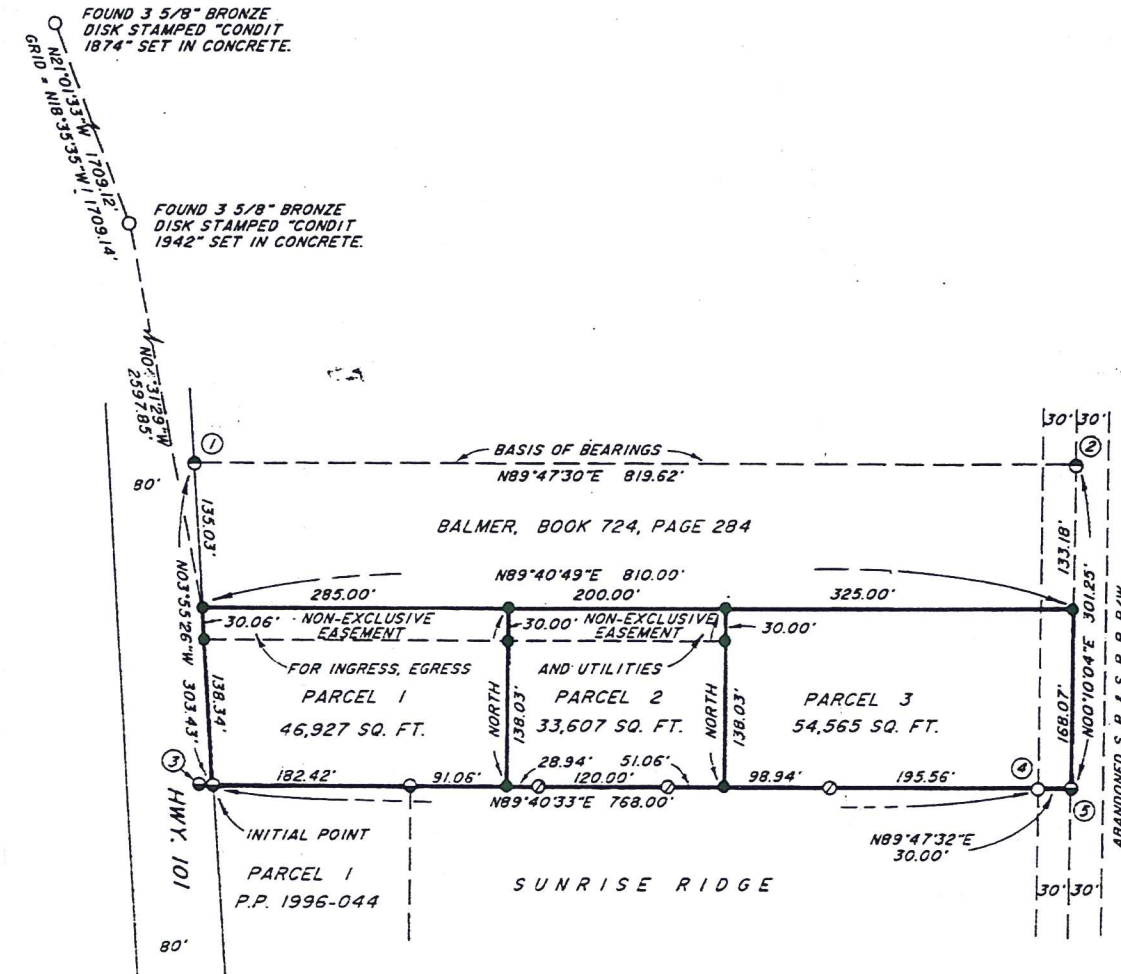 FOUND 3 5/8" BRONZE
DISK STAMPED "CONDIT
1874" SET IN CONCRETE.
N21°01'33"W 1709.12'
GRID = N18°35'35"W, 1709.14'
FOUND 3 5/8" BRONZE
DISK STAMPED "CONDIT
1942" SET IN CONCRETE.
2597.85'
30' 30'
1
BASIS OF BEARINGS
2
N89°47'30"E 819.62'
80'
135.03'
BALMER, BOOK 724, PAGE 284
133.18'
N89°40'49"E 810.00'
285.00'
200.00'
325.00'
N03°55'26"W 303.43'
N00°10'04"E 301.25'
30.06'
NON-EXCLUSIVE
EASEMENT
30.00'
NON-EXCLUSIVE
EASEMENT
30.00'
FOR INGRESS, EGRESS
AND UTILITIES
138.34'
PARCEL 1
46,927 SQ. FT.
NORTH
138.03'
PARCEL 2
33,607 SQ. FT.
NORTH
138.03'
PARCEL 3
54,565 SQ. FT.
168.07'
ABANDONED S.P.T.S.R.R. R/W
3
182.42'
91.06'
28.94'
120.00'
51.06'
98.94'
195.56'
4
N89°40'33"E 768.00'
5
HWY. 101
INITIAL POINT
N89°47'32"E
30.00'
PARCEL 1
P.P. 1996-044
SUNRISE RIDGE
30' 30'
80'